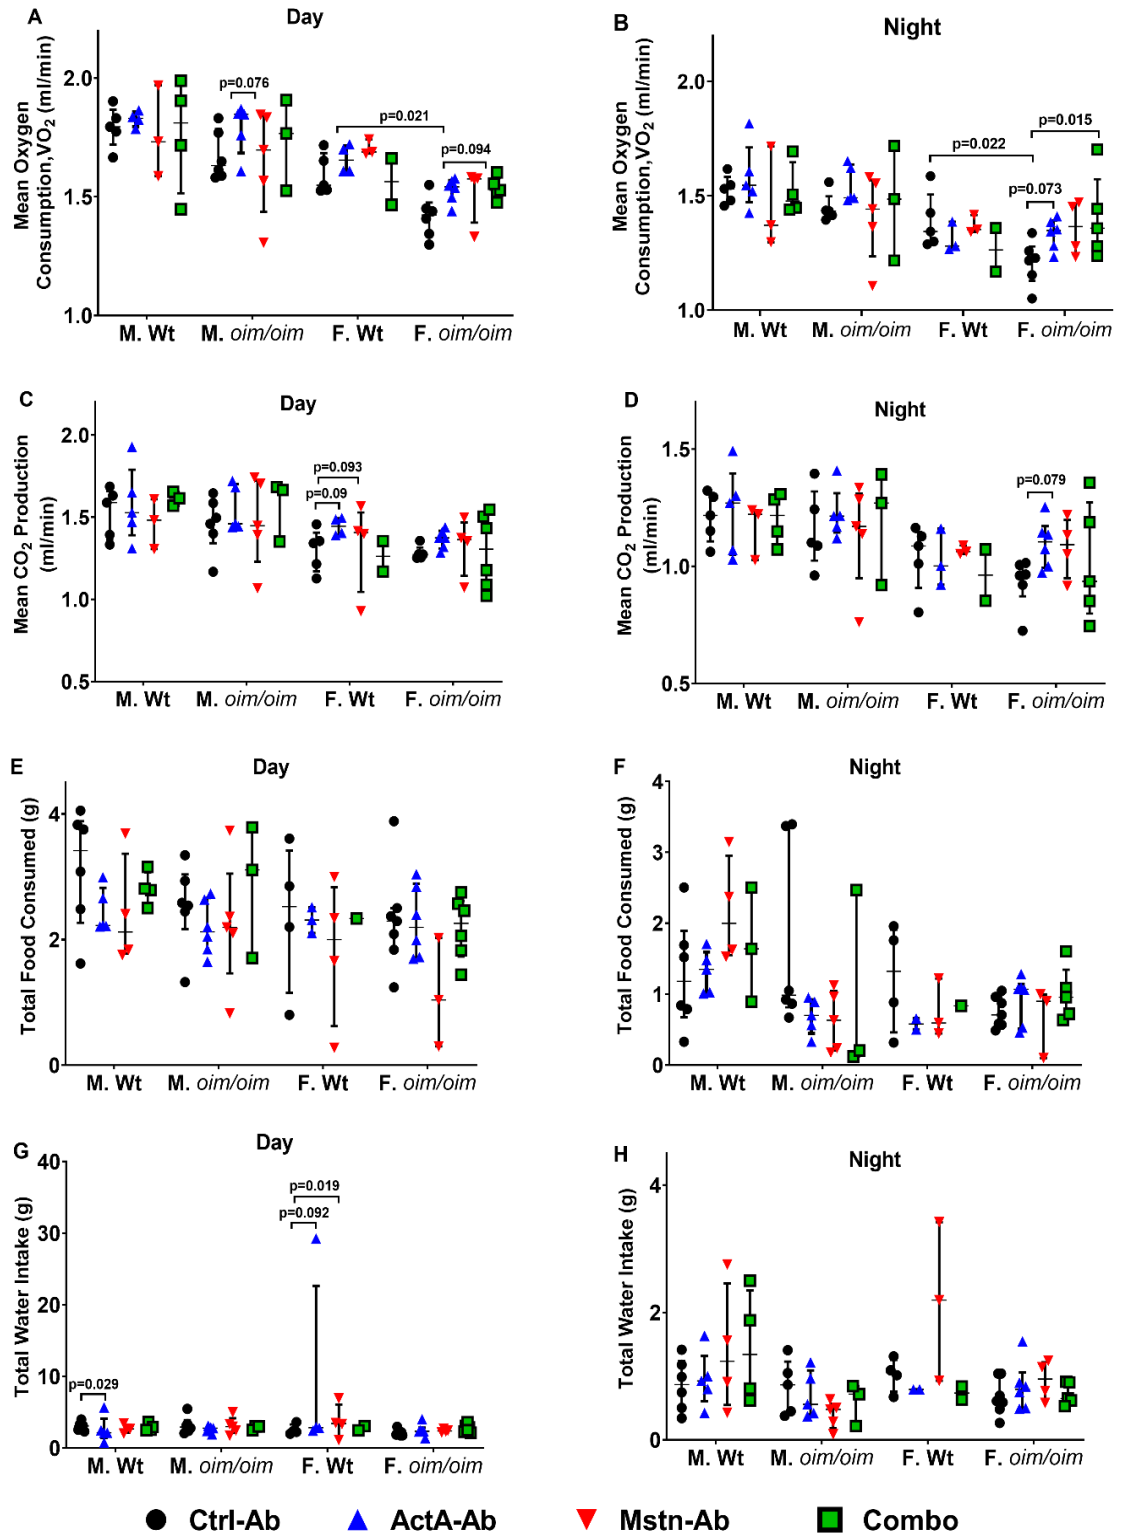 A
Day
Mean Oxygen
Consumption,VO2 (ml/min)
2.0
1.5
1.0
p=0.076
p=0.021
p=0.094
M. Wt
M. oim/oim
F. Wt
F. oim/oim
B
Night
Mean Oxygen
Consumption,VO2 (ml/min)
2.0
1.5
1.0
p=0.022
p=0.015
p=0.073
M. Wt
M. oim/oim
F. Wt
F. oim/oim
C
Day
Mean CO2 Production
(ml/min)
2.0
1.5
1.0
0.5
p=0.093
p=0.09
M. Wt
M. oim/oim
F. Wt
F. oim/oim
D
Night
Mean CO2 Production
(ml/min)
1.5
1.0
0.5
p=0.079
M. Wt
M. oim/oim
F. Wt
F. oim/oim
E
Day
Total Food Consumed (g)
4
2
0
M. Wt
M. oim/oim
F. Wt
F. oim/oim
F
Night
Total Food Consumed (g)
4
3
2
1
0
M. Wt
M. oim/oim
F. Wt
F. oim/oim
G
Day
Total Water Intake (g)
40
30
20
10
0
p=0.029
p=0.019
p=0.092
M. Wt
M. oim/oim
F. Wt
F. oim/oim
H
Night
Total Water Intake (g)
4
2
0
M. Wt
M. oim/oim
F. Wt
F. oim/oim
Ctrl-Ab
ActA-Ab
Mstn-Ab
Combo